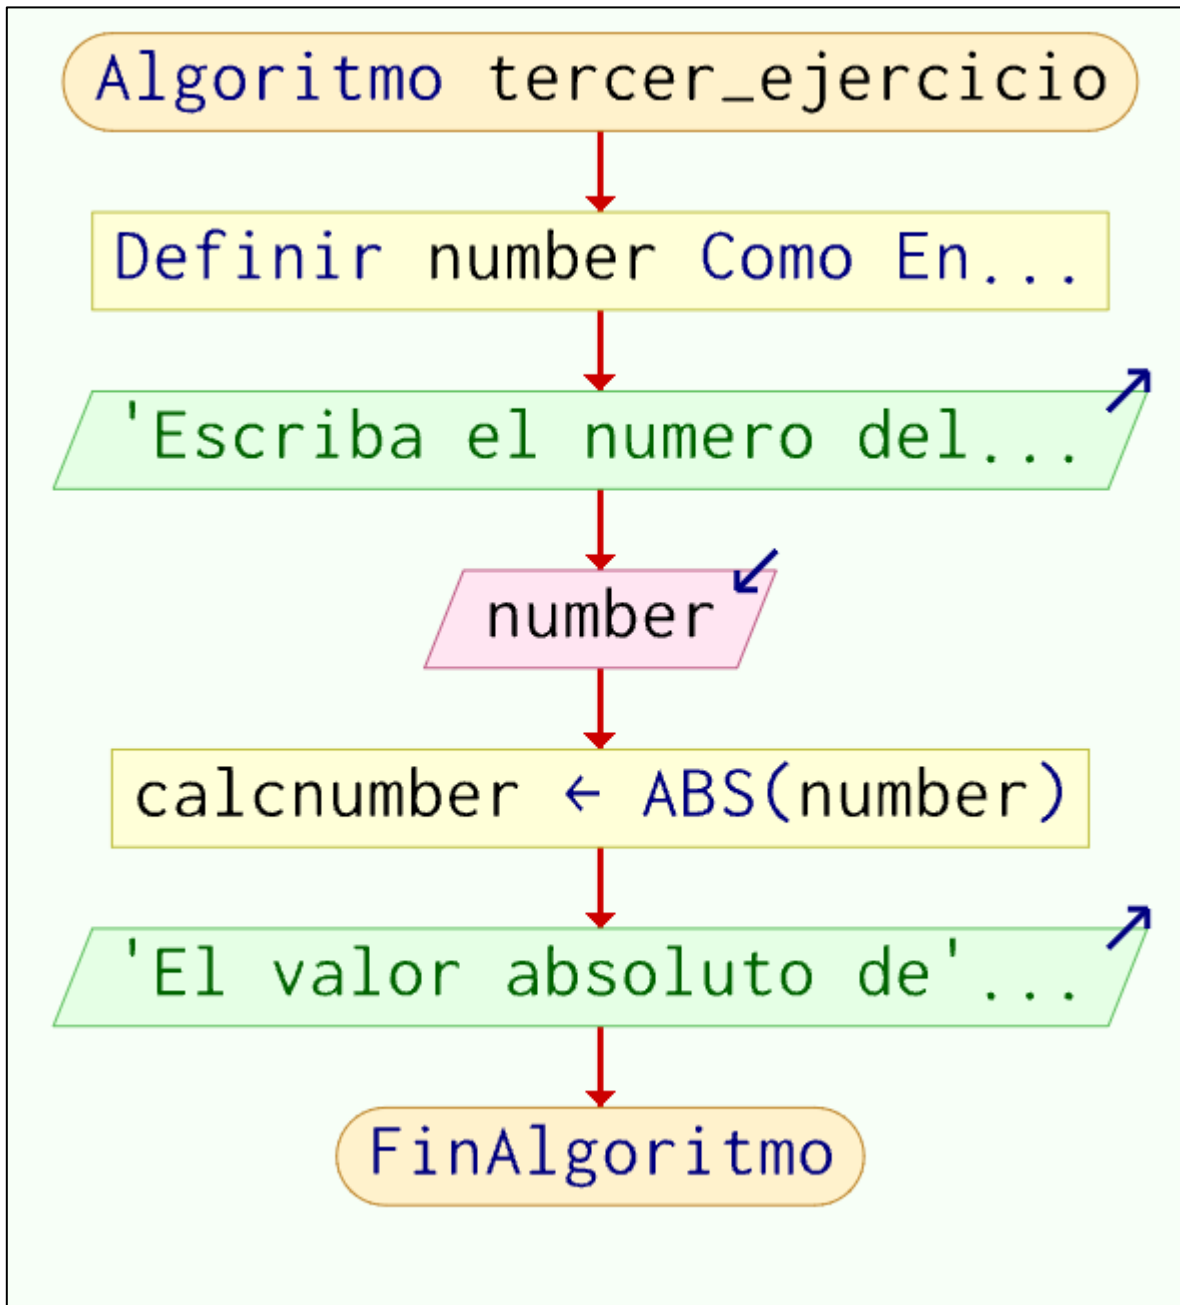 Algoritmo tercer_ejercicio
Definir number Como En...
'Escriba el numero del...
number
calcnumber ← ABS(number)
'El valor absoluto de'...
FinAlgoritmo